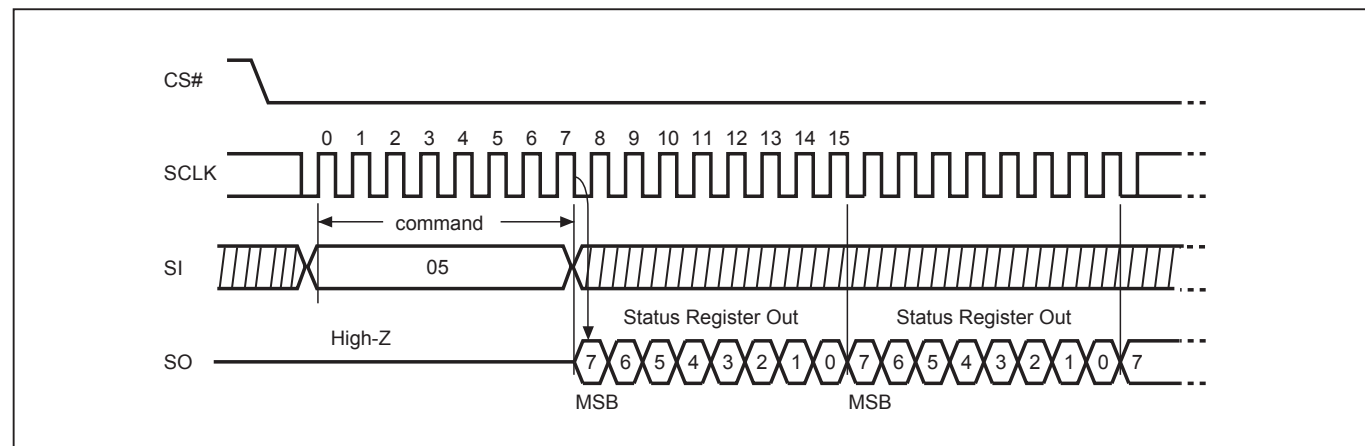 CS#
0 1 2 3 4 5 6 7 8 9 10 11 12 13 14 15
SCLK
command
SI
05
Status Register Out Status Register Out
High-Z
SO
7 6 5 4 3 2 1 0 7 6 5 4 3 2 1 0 7
MSB MSB